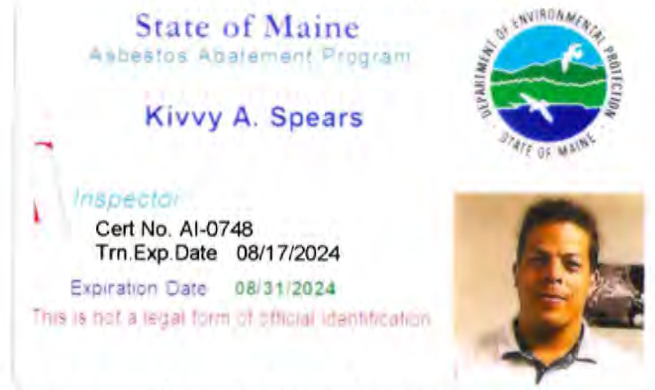 State of Maine
Asbestos Abatement Program
Kivvy A. Spears
Inspector
Cert No. AI-0748
Trn.Exp.Date 08/17/2024
Expiration Date 08/31/2024
This is not a legal form of official identification
DEPARTMENT OF ENVIRONMENTAL PROTECTION
STATE OF MAINE